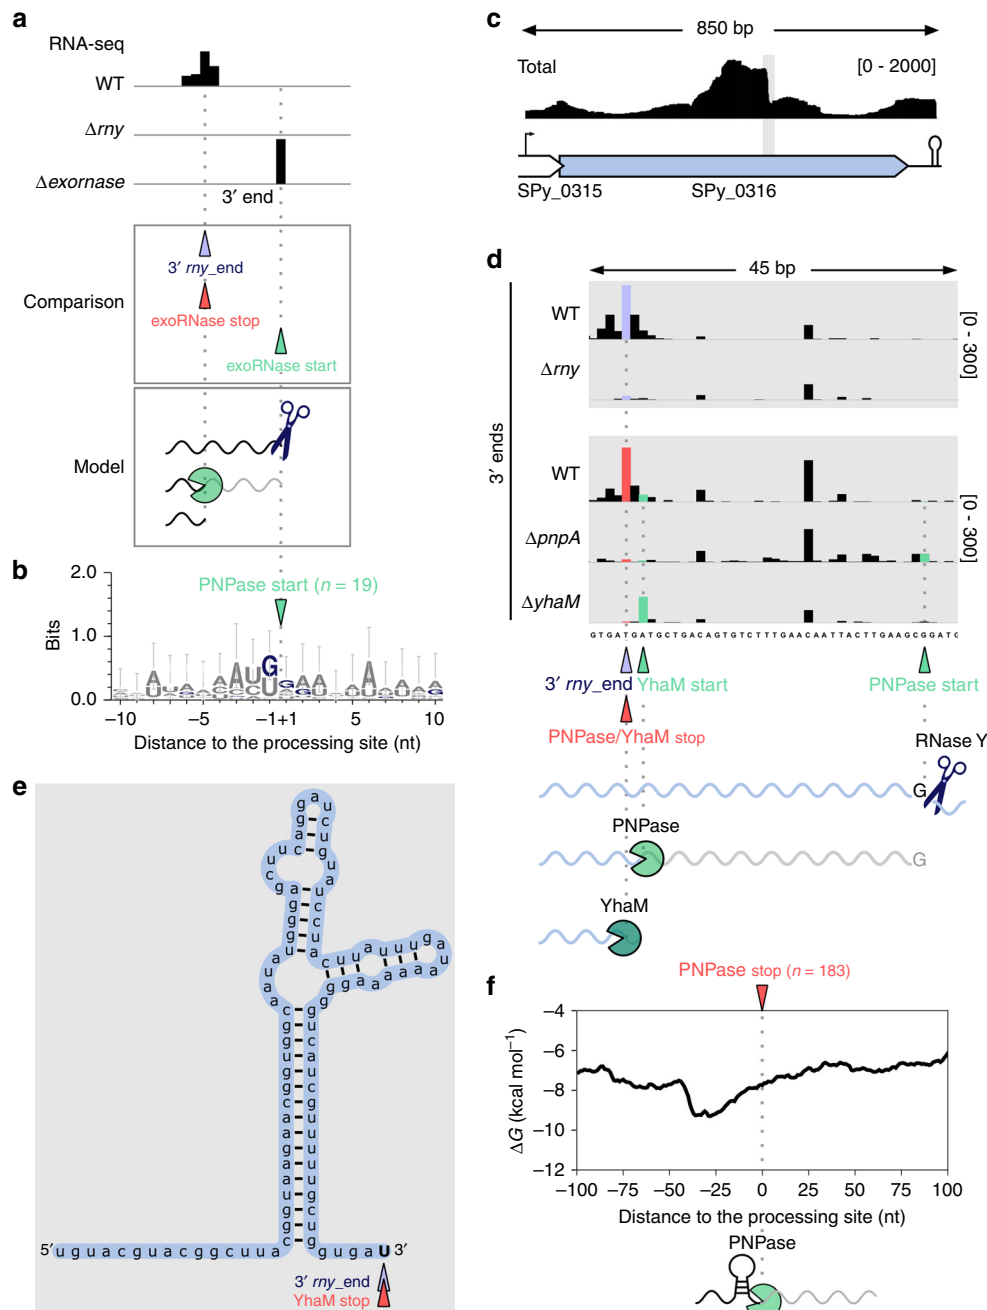 a
RNA-seq
WT
Δrny
Δexornase
3′ end
Comparison
3′ rny_end
exoRNase stop
exoRNase start
Model
b
2.0
1.0
0.0
Bits
PNPase start (n = 19)
−10 −5 −1 +1 5 10
Distance to the processing site (nt)
c
850 bp
Total
[0 - 2000]
SPy_0315
SPy_0316
d
45 bp
3′ ends
WT
Δrny
[0 - 300]
WT
ΔpnpA
ΔyhaM
[0 - 300]
GTGATGATGCTGACAGTGTCTTTGAACAATTACTTGAAGCGGATG
3′ rny_end YhaM start PNPase start
PNPase/YhaM stop
RNase Y
G
PNPase
G
YhaM
e
5′ uguacguacggcuua
3′
3′ rny_end
YhaM stop
f
PNPase stop (n = 183)
−4
−6
−8
−10
−12
ΔG (kcal mol⁻¹)
−100 −75 −50 −25 0 25 50 75 100
Distance to the processing site (nt)
PNPase